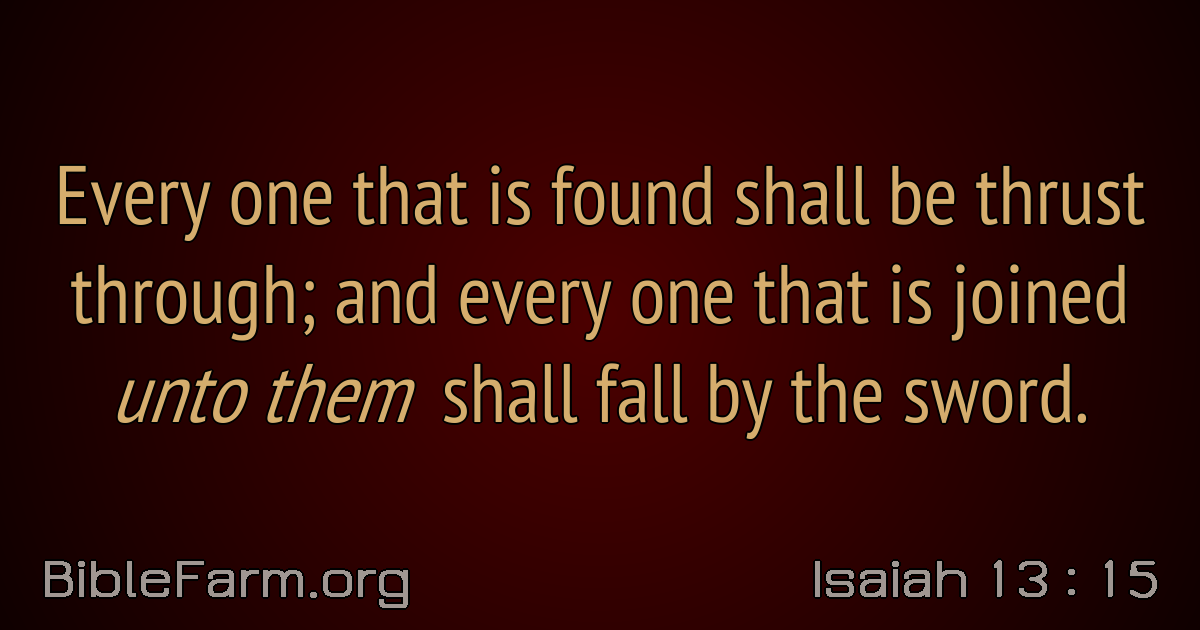 Every one that is found shall be thrust
through; and every one that is joined
unto them shall fall by the sword.
BibleFarm.org
Isaiah 13 : 15